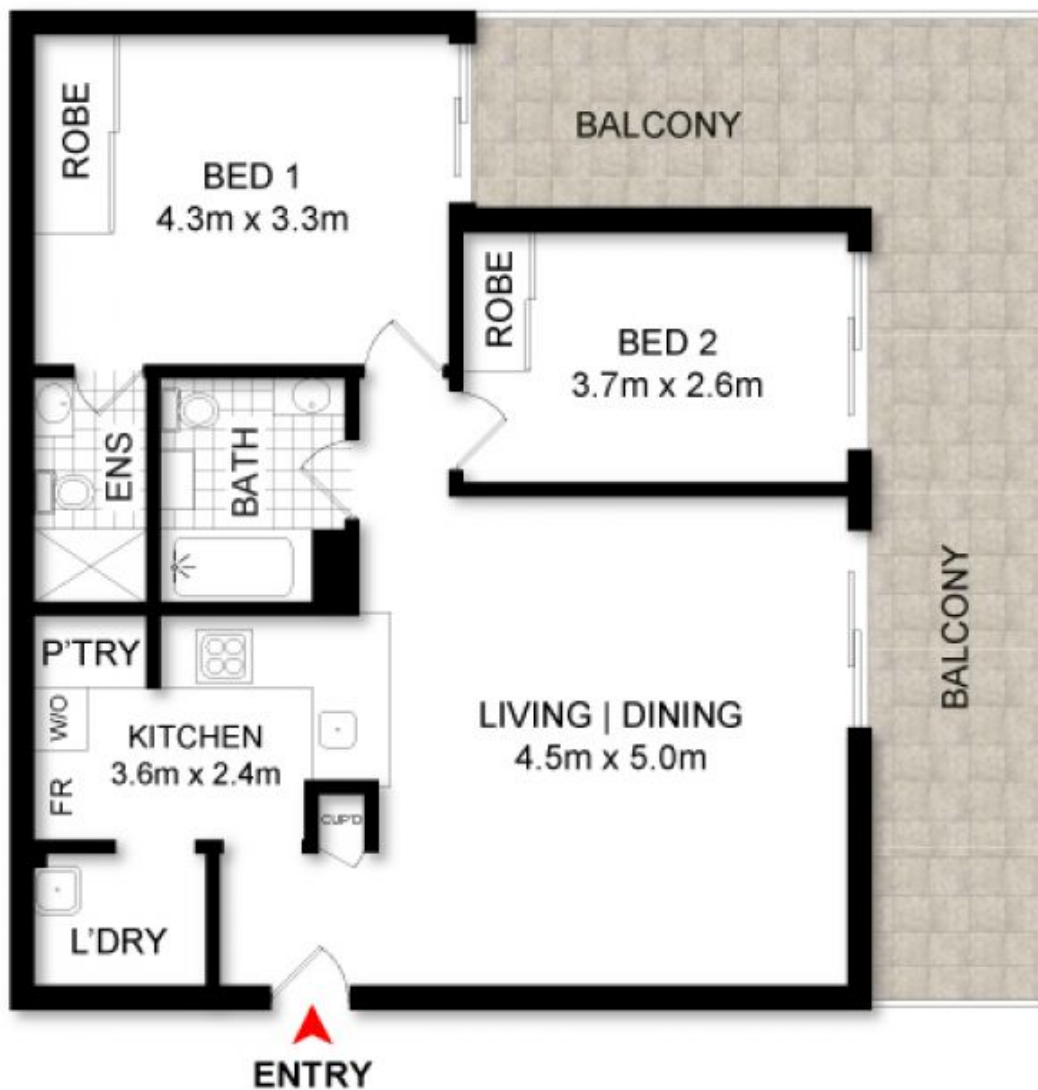 ROBE
BED 1
4.3m x 3.3m
BALCONY
ROBE
BED 2
3.7m x 2.6m
ENS
BATH
BALCONY
P'TRY
W/O
FR
KITCHEN
3.6m x 2.4m
LIVING | DINING
4.5m x 5.0m
CUP'D
L'DRY
ENTRY